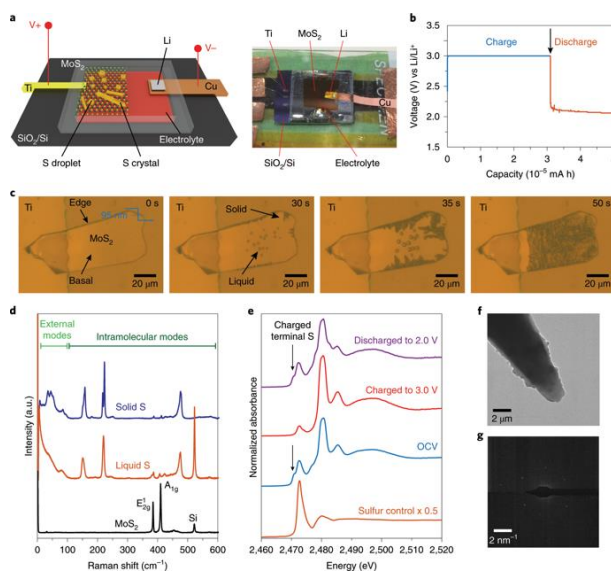 a
V+
MoS₂
Li
V–
Ti
Cu
SiO₂/Si
Electrolyte
S droplet
S crystal
Ti
MoS₂
Li
Cu
SiO₂/Si
Electrolyte
b
Voltage (V) vs Li/Li⁺
4.0
3.5
3.0
2.5
2.0
1.5
1.0
Charge
Discharge
0 1 2 3 4 5
Capacity (10⁻⁵ mA h)
c
Ti
Edge
0 s
MoS₂
Basal
20 μm
Ti
30 s
Solid
Liquid
20 μm
Ti
35 s
20 μm
Ti
50 s
20 μm
d
External
modes
Intramolecular modes
Intensity (a.u.)
Solid S
Liquid S
A₁g
E¹₂g
Si
MoS₂
0 100 200 300 400 500 600
Raman shift (cm⁻¹)
e
Normalized absorbance
Discharged to 2.0 V
Charged
terminal S
Charged to 3.0 V
OCV
Sulfur control x 0.5
2,460 2,470 2,480 2,490 2,500 2,510 2,520
Energy (eV)
f
2 μm
g
2 nm⁻¹